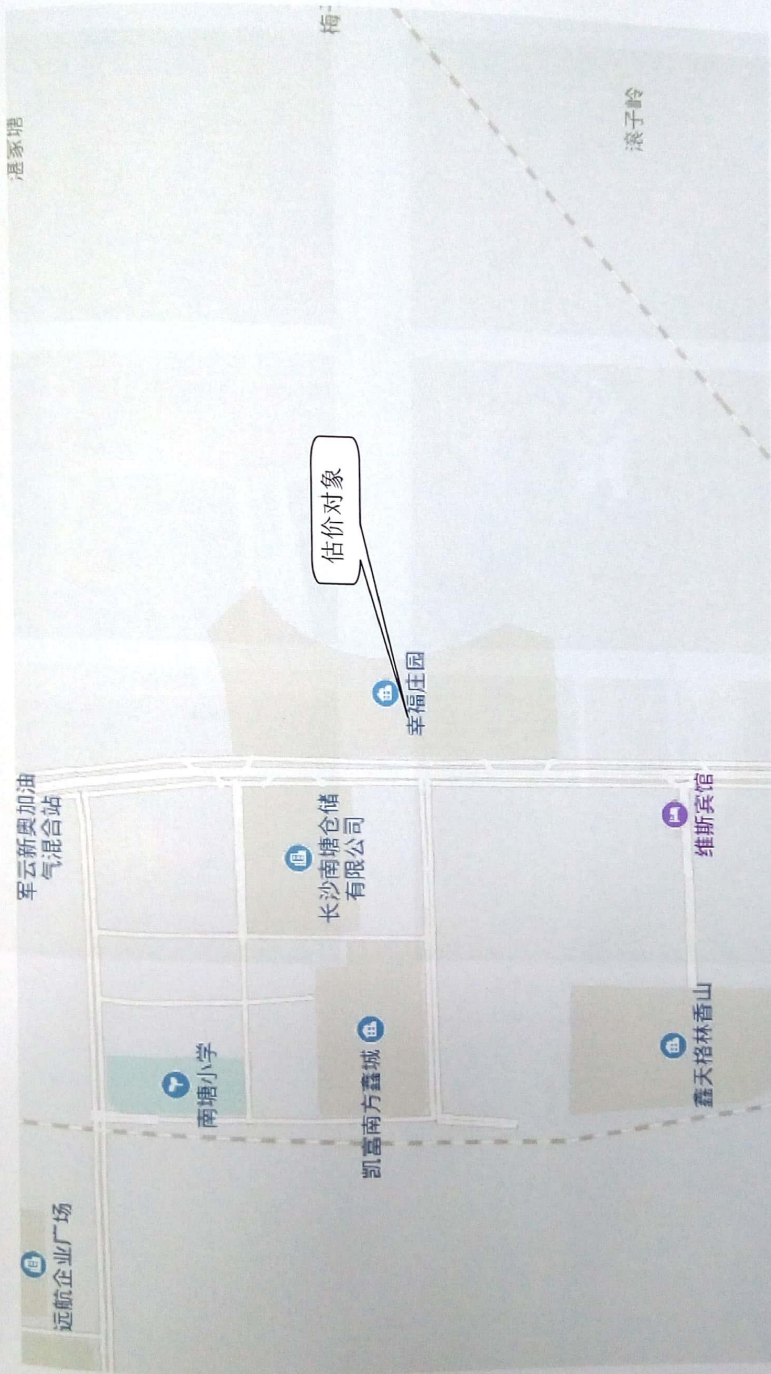 远航企业广场
军云新奥加油
气混合站
湛家塘
南塘小学
长沙南塘仓储
有限公司
估价对象
梅
凯富南方鑫城
幸福庄园
滚子岭
鑫天格林香山
维斯宾馆